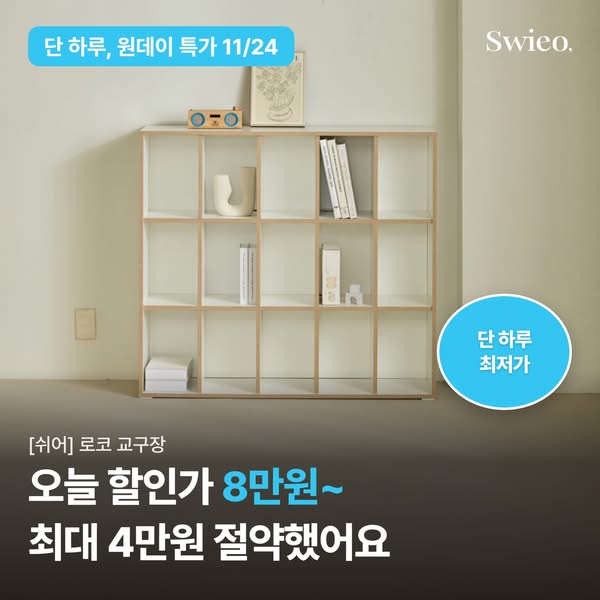 단 하루, 원데이 특가 11/24
Swieo,
단 하루
최저가
[쉬어] 로코 교구장
오늘 할인가 8만원~
최대 4만원 절약했어요